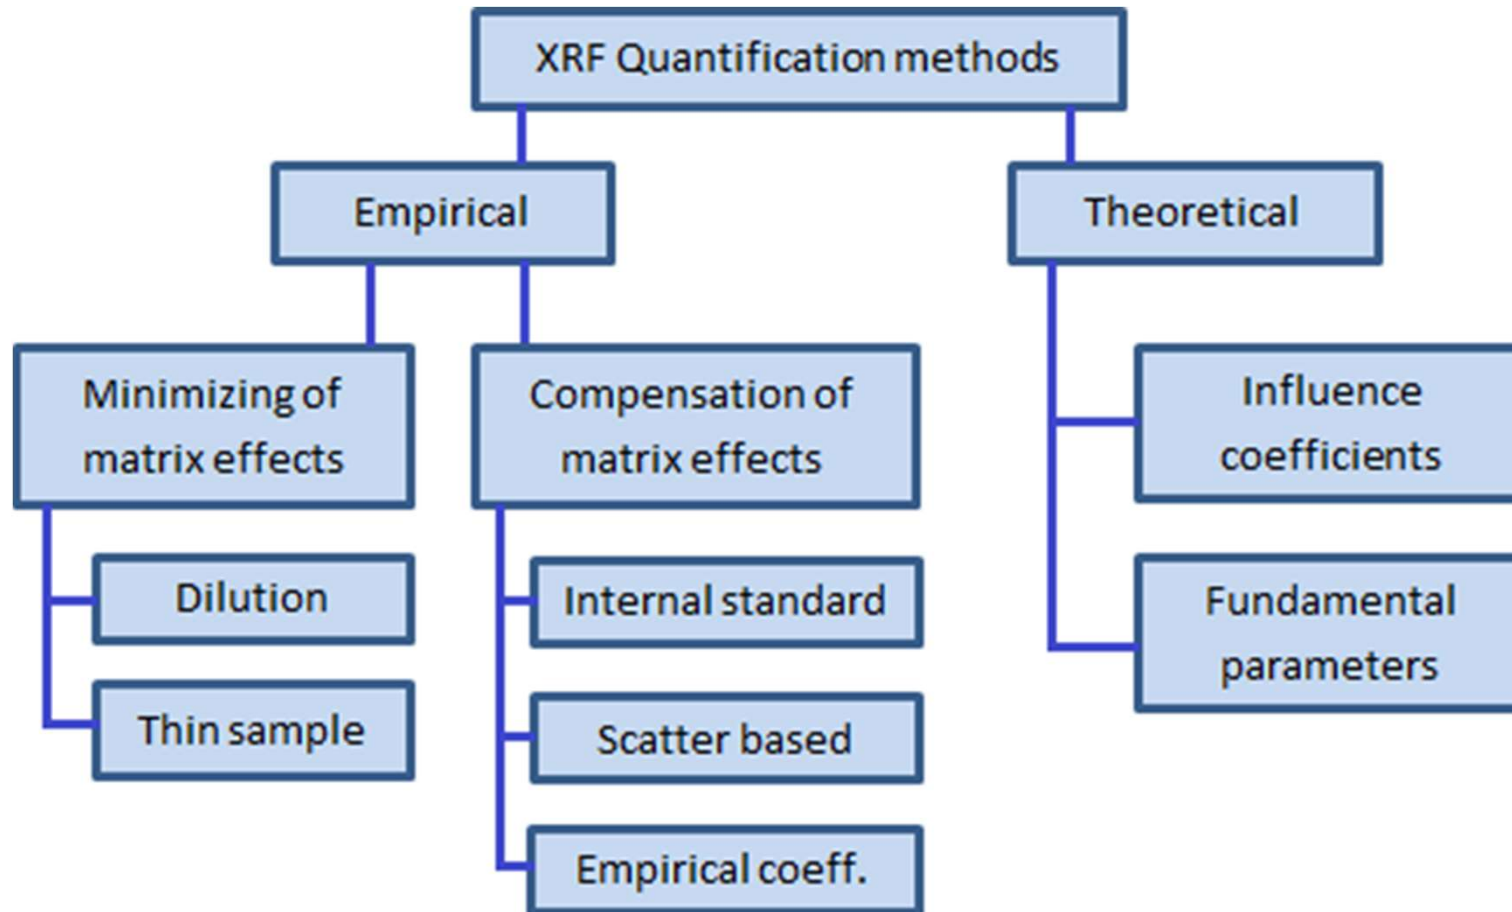 XRF Quantification methods
Empirical
Theoretical
Minimizing of
matrix effects
Compensation of
matrix effects
Influence
coefficients
Dilution
Internal standard
Fundamental
parameters
Thin sample
Scatter based
Empirical coeff.